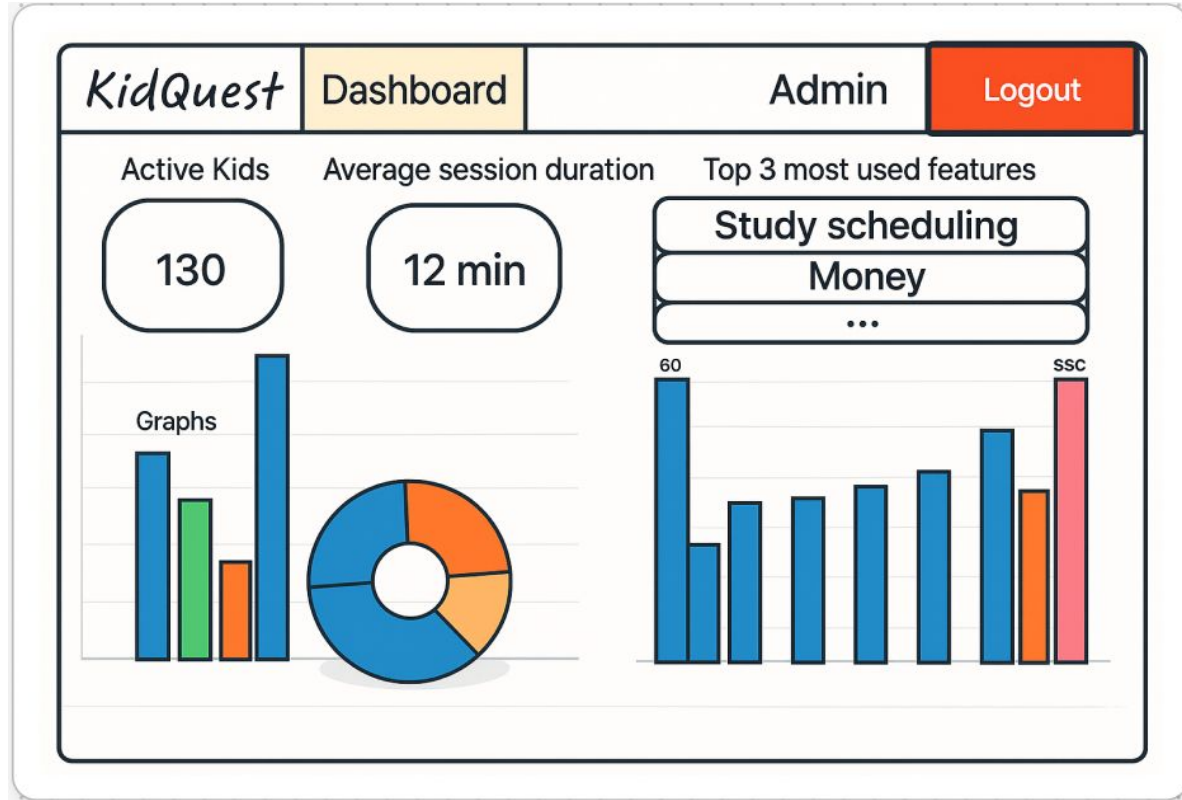 KidQuest
Dashboard
Admin
Logout
Active Kids
Average session duration
Top 3 most used features
130
12 min
Study scheduling
Money
...
Graphs
60
ssc